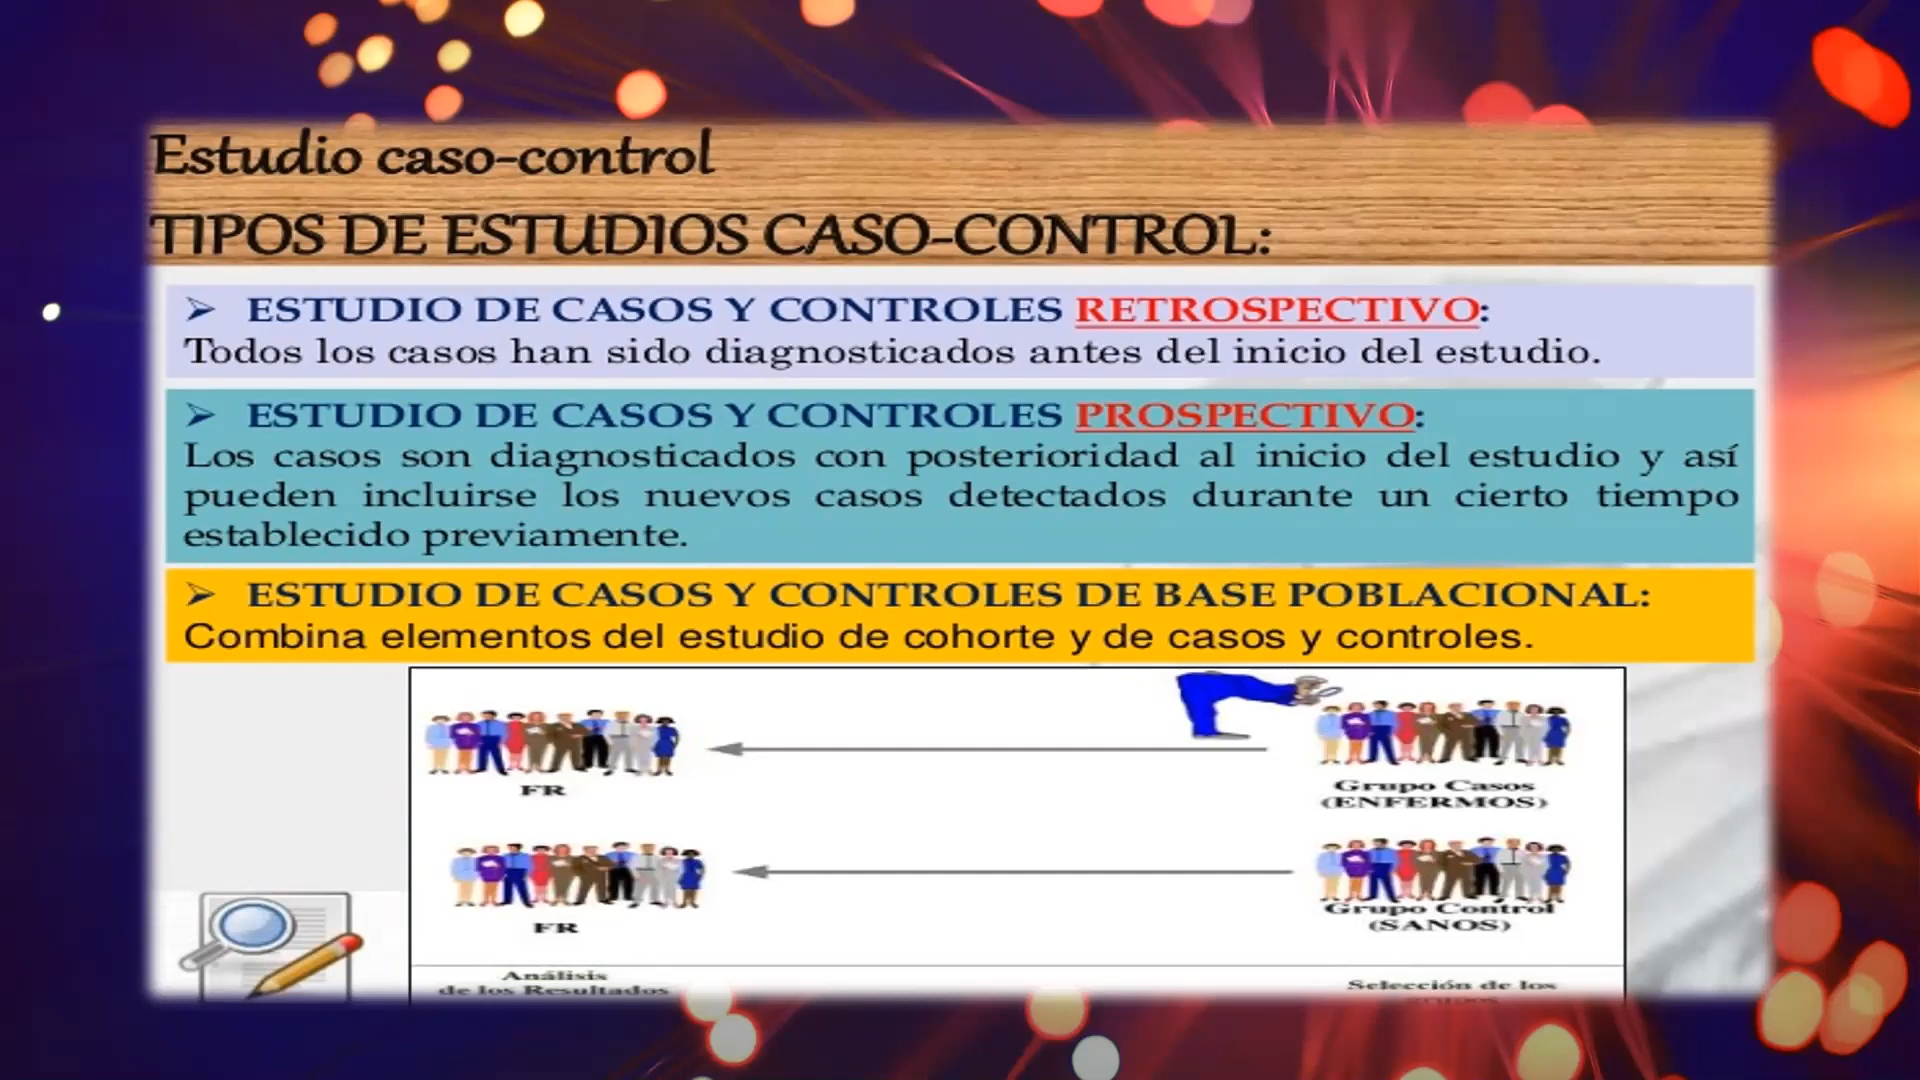 Estudio caso-control
TIPOS DE ESTUDIOS CASO-CONTROL:
➢ ESTUDIO DE CASOS Y CONTROLES RETROSPECTIVO:
Todos los casos han sido diagnosticados antes del inicio del estudio.
➢ ESTUDIO DE CASOS Y CONTROLES PROSPECTIVO:
Los casos son diagnosticados con posterioridad al inicio del estudio y así
pueden incluirse los nuevos casos detectados durante un cierto tiempo
establecido previamente.
➢ ESTUDIO DE CASOS Y CONTROLES DE BASE POBLACIONAL:
Combina elementos del estudio de cohorte y de casos y controles.
FR
Grupo Casos
(ENFERMOS)
FR
Grupo Control
(SANOS)
Análisis
de los Resultados
Selección de los